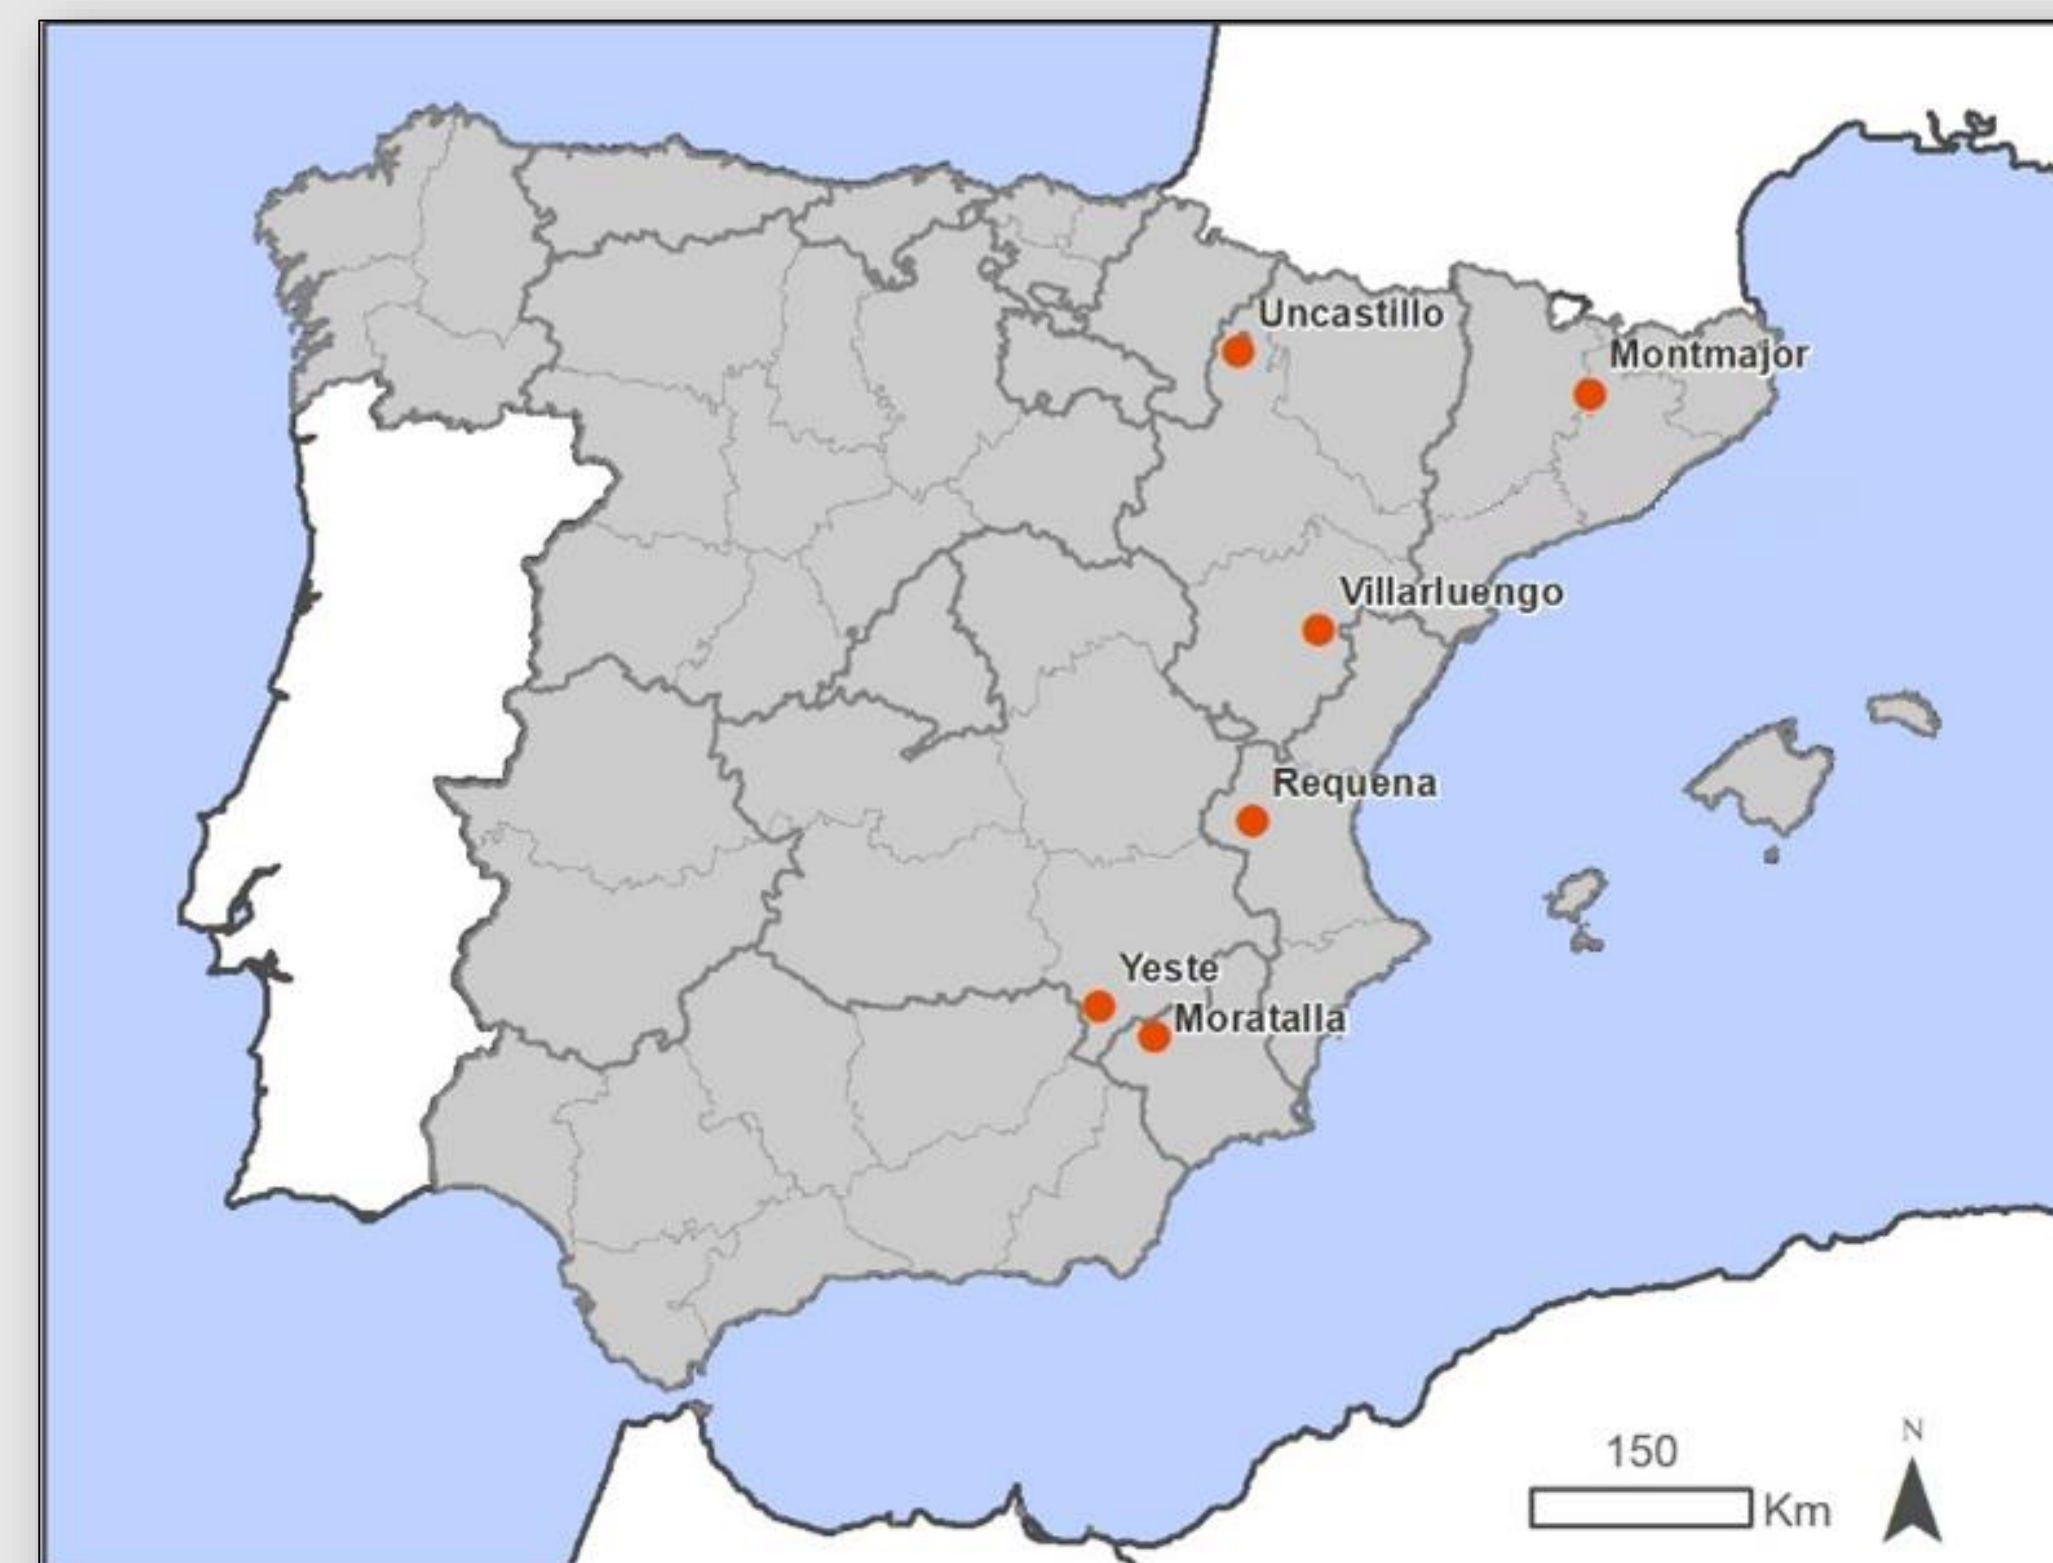 Uncastillo
Montmajor
Villarluengo
Requena
Yeste
Moratalla
N
150
Km